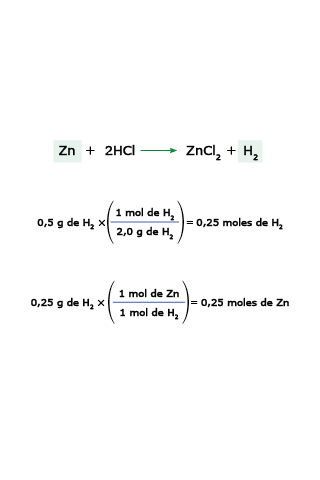 Zn + 2HCl ⟶ ZnCl₂ + H₂
0,5 g de H₂ × (1 mol de H₂ / 2,0 g de H₂) = 0,25 moles de H₂
0,25 g de H₂ × (1 mol de Zn / 1 mol de H₂) = 0,25 moles de Zn